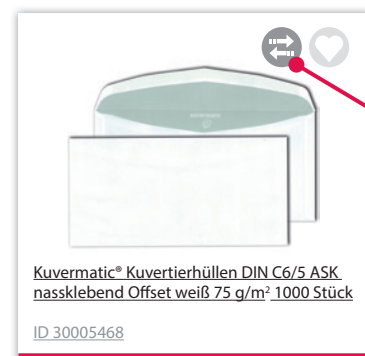 Kuvermatic® Kuvertierhüllen DIN C6/5 ASK
nassklebend Offset weiß 75 g/m² 1000 Stück
ID 30005468